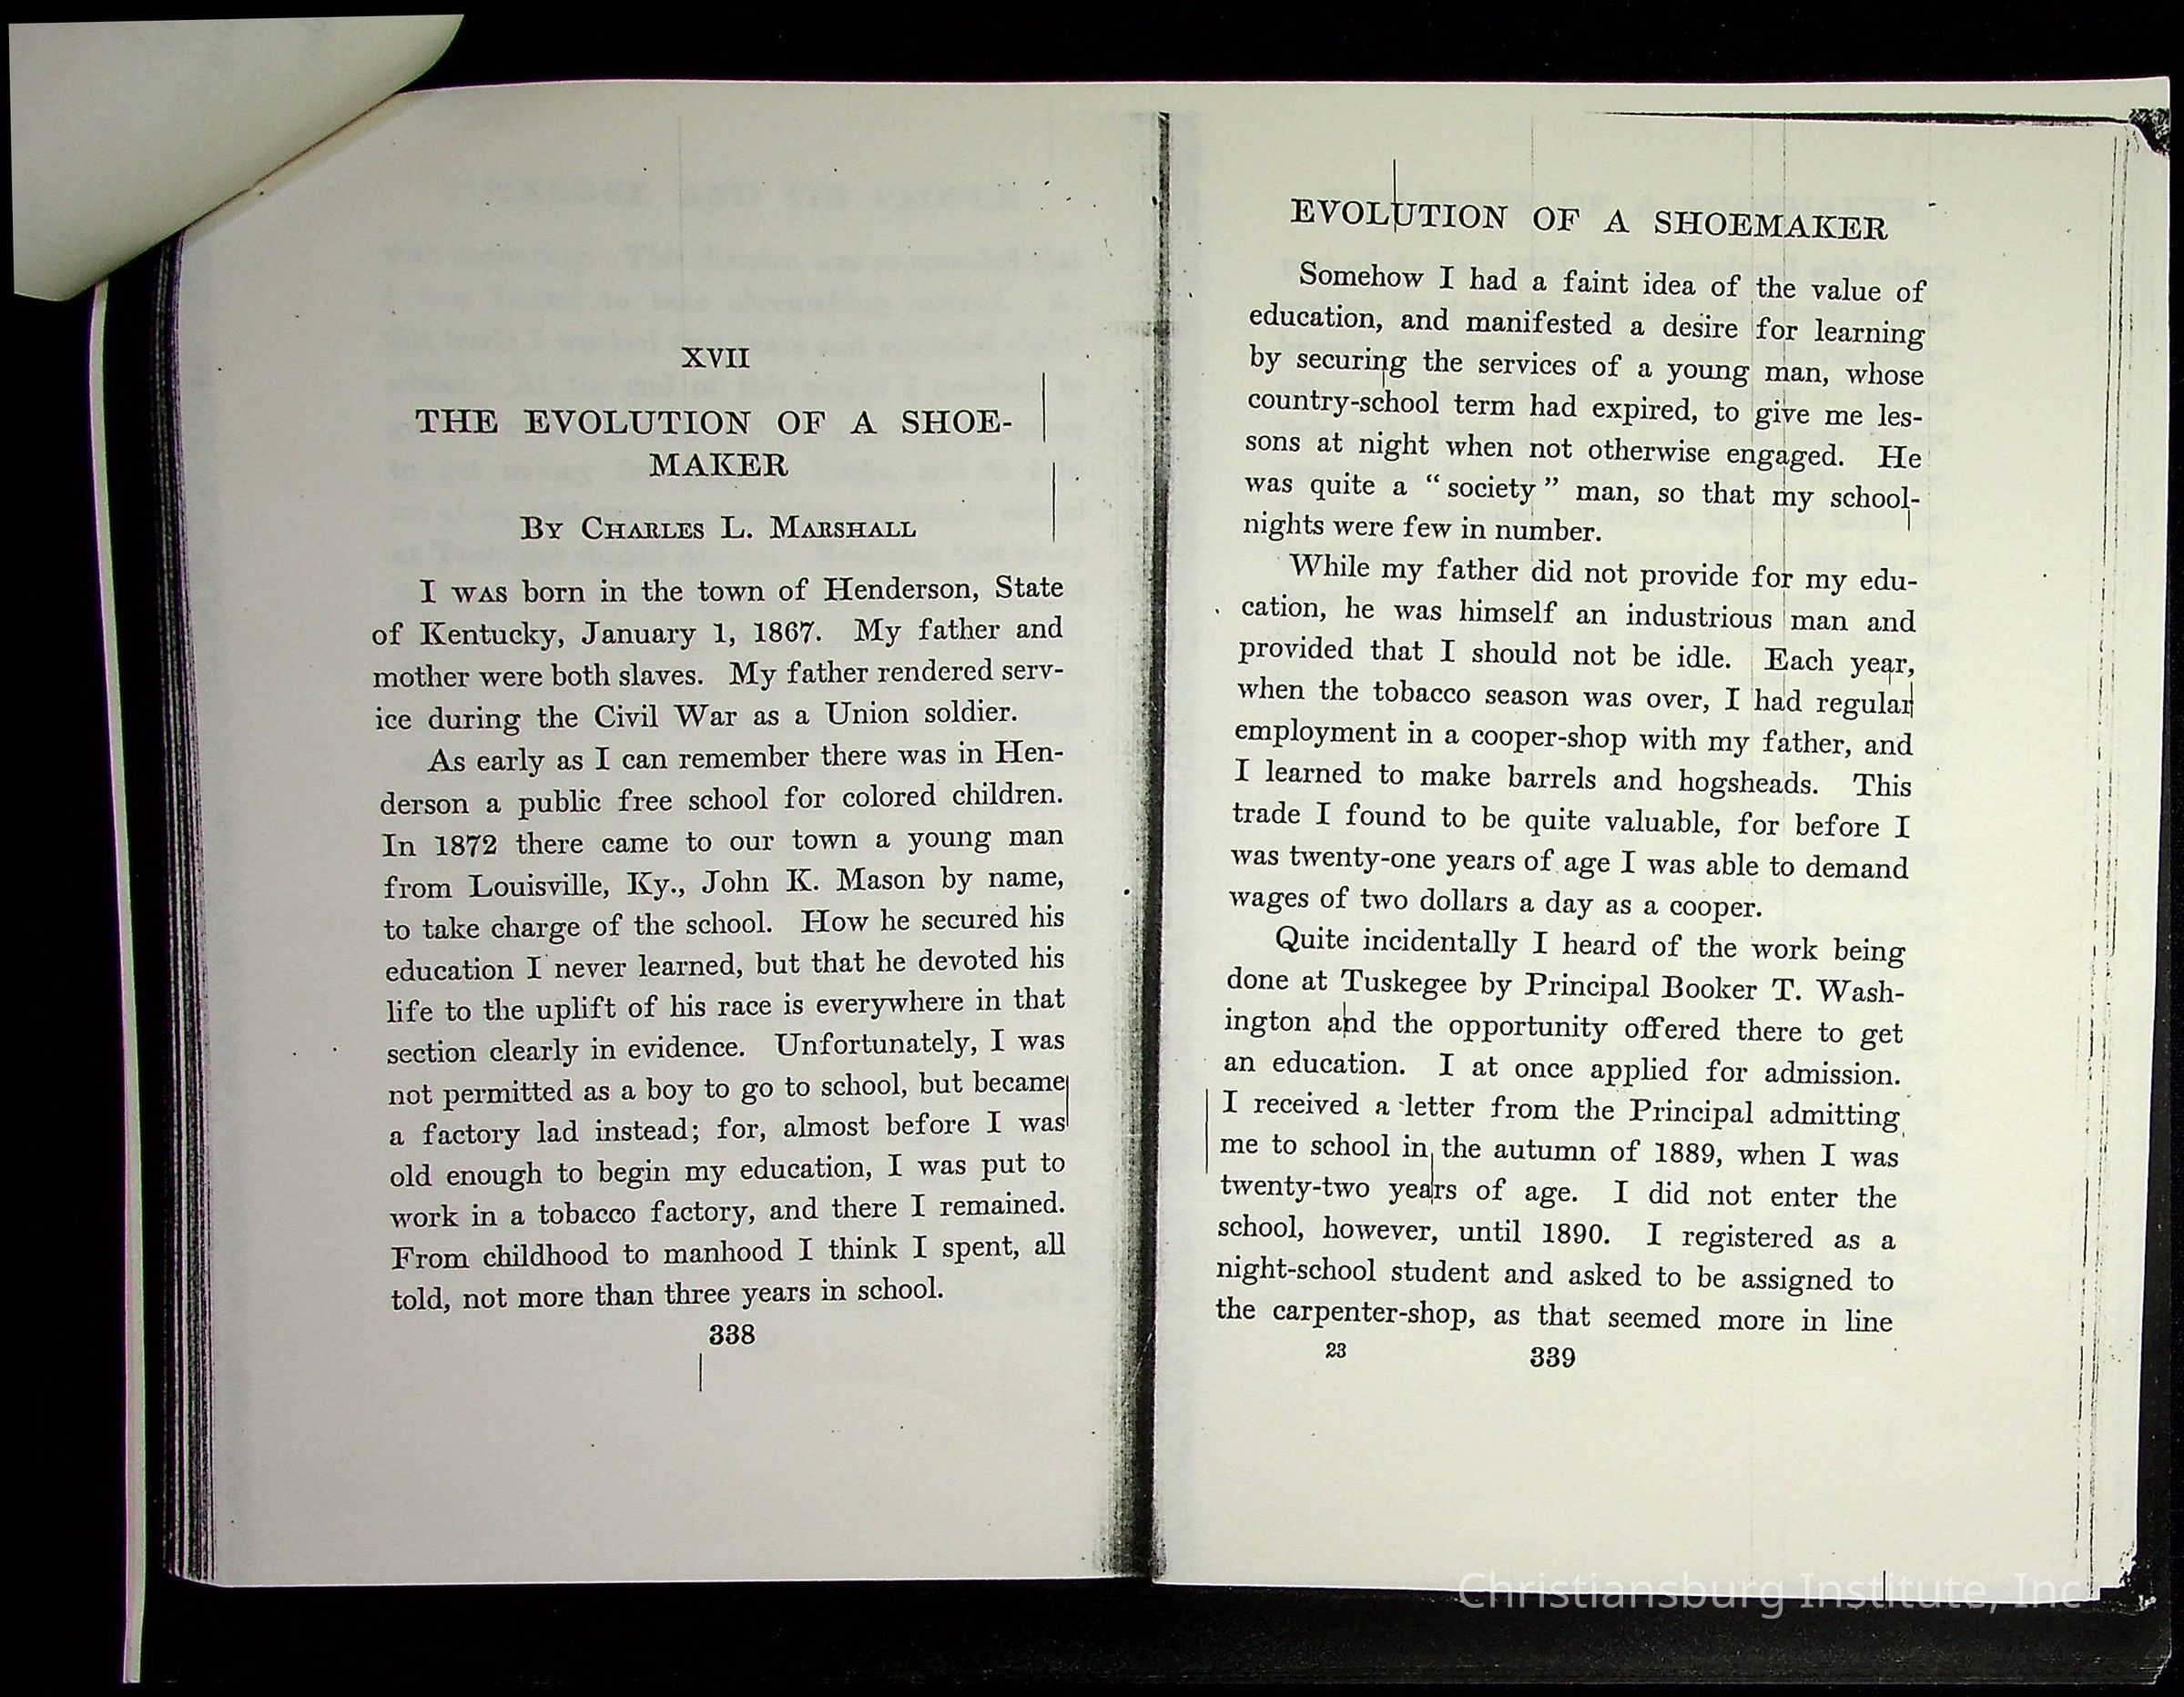 XVII
THE EVOLUTION OF A SHOE-
MAKER
By Charles L. Marshall
I was born in the town of Henderson, State
of Kentucky, January 1, 1867. My father and
mother were both slaves. My father rendered serv-
ice during the Civil War as a Union soldier.
As early as I can remember there was in Hen-
derson a public free school for colored children.
In 1872 there came to our town a young man
from Louisville, Ky., John K. Mason by name,
to take charge of the school. How he secured his
education I never learned, but that he devoted his
life to the uplift of his race is everywhere in that
section clearly in evidence. Unfortunately, I was
not permitted as a boy to go to school, but became
a factory lad instead; for, almost before I was
old enough to begin my education, I was put to
work in a tobacco factory, and there I remained.
From childhood to manhood I think I spent, all
told, not more than three years in school.
338
EVOLUTION OF A SHOEMAKER
Somehow I had a faint idea of the value of
education, and manifested a desire for learning
by securing the services of a young man, whose
country-school term had expired, to give me les-
sons at night when not otherwise engaged. He
was quite a “society” man, so that my school-
nights were few in number.
While my father did not provide for my edu-
cation, he was himself an industrious man and
provided that I should not be idle. Each year,
when the tobacco season was over, I had regular
employment in a cooper-shop with my father, and
I learned to make barrels and hogsheads. This
trade I found to be quite valuable, for before I
was twenty-one years of age I was able to demand
wages of two dollars a day as a cooper.
Quite incidentally I heard of the work being
done at Tuskegee by Principal Booker T. Wash-
ington and the opportunity offered there to get
an education. I at once applied for admission.
I received a letter from the Principal admitting
me to school in the autumn of 1889, when I was
twenty-two years of age. I did not enter the
school, however, until 1890. I registered as a
night-school student and asked to be assigned to
the carpenter-shop, as that seemed more in line
23
339
Christiansburg Institute, Inc